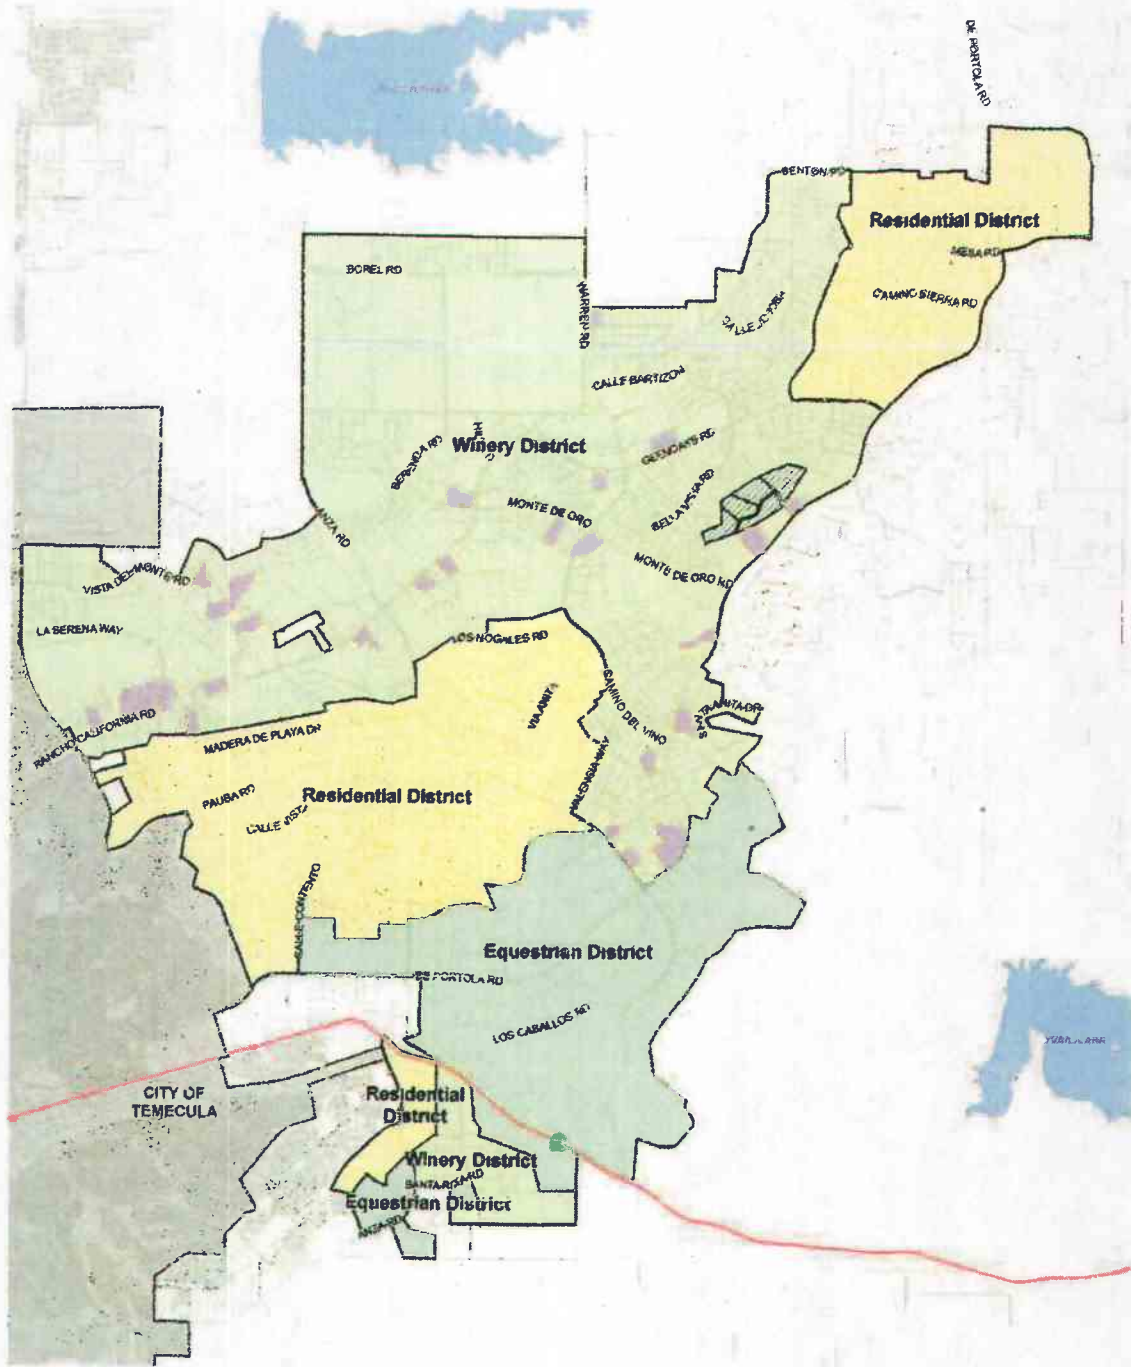 DE PORTOLA RD
BENTON RD
Residential District
MESA RD
BOREL RD
CAMINO SIERRA RD
WARREN RD
CALLE BARTIZON
Winery District
GLENOAKS RD
BERENDA RD
BELLA VISTA RD
MONTE DE ORO
ANZA RD
MONTE DE ORO RD
VISTA DEL MONTE RD
LA SERENA WAY
LOS NOGALES RD
VIA ANITA
CAMINO DEL VINO
RANCHO CALIFORNIA RD
MADERA DE PLAYA DR
PAUBA RD
Residential District
CALLE VISTA
CALLE CONTENTO
Equestrian District
DE PORTOLA RD
LOS CABALLOS RD
CITY OF
TEMECULA
Residential
District
Winery District
Equestrian District
ANZA RD